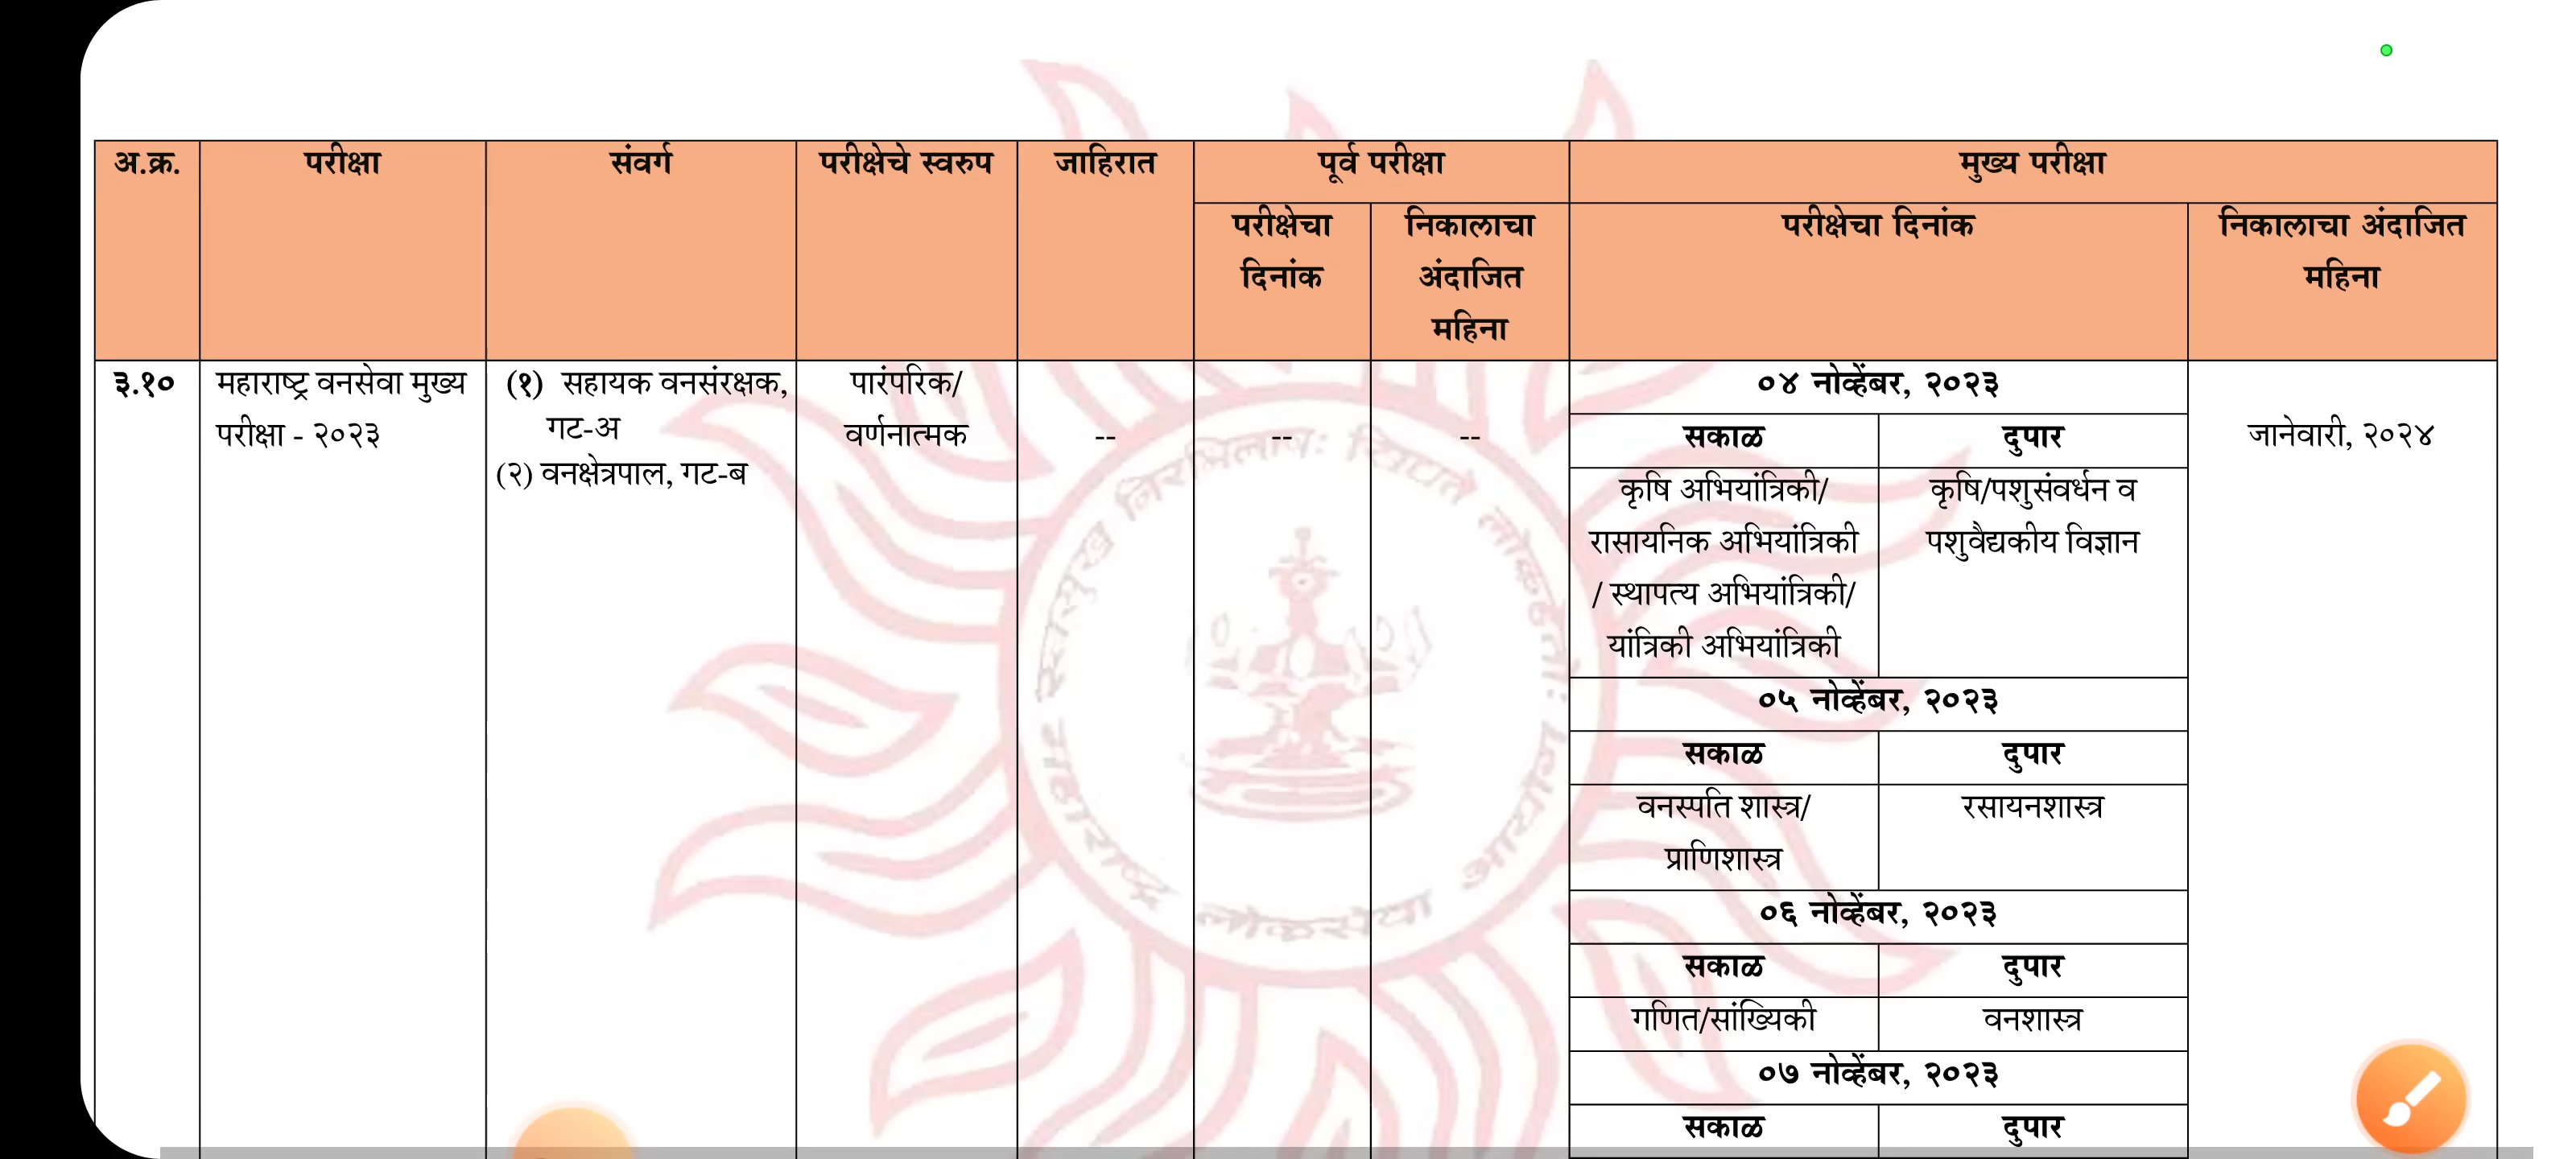 अ.क्र.
परीक्षा
संवर्ग
परीक्षेचे स्वरुप
जाहिरात
पूर्व परीक्षा
मुख्य परीक्षा
परीक्षेचा
दिनांक
निकालाचा
अंदाजित
महिना
परीक्षेचा दिनांक
निकालाचा अंदाजित
महिना
३.१०
महाराष्ट्र वनसेवा मुख्य
परीक्षा - २०२३
(१) सहायक वनसंरक्षक,
गट-अ
(२) वनक्षेत्रपाल, गट-ब
पारंपरिक/
वर्णनात्मक
--
--
--
०४ नोव्हेंबर, २०२३
सकाळ
दुपार
कृषि अभियांत्रिकी/
रासायनिक अभियांत्रिकी
/ स्थापत्य अभियांत्रिकी/
यांत्रिकी अभियांत्रिकी
कृषि/पशुसंवर्धन व
पशुवैद्यकीय विज्ञान
०५ नोव्हेंबर, २०२३
सकाळ
दुपार
वनस्पति शास्त्र/
प्राणिशास्त्र
रसायनशास्त्र
०६ नोव्हेंबर, २०२३
सकाळ
दुपार
गणित/सांख्यिकी
वनशास्त्र
०७ नोव्हेंबर, २०२३
सकाळ
दुपार
जानेवारी, २०२४
महाराष्ट्र लोकसेवा आयोग